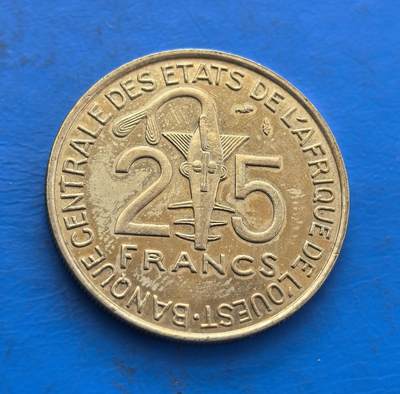 BANQUE CENTRALE DES ETATS DE L'AFRIQUE DE L'OUEST ·
25
FRANCS